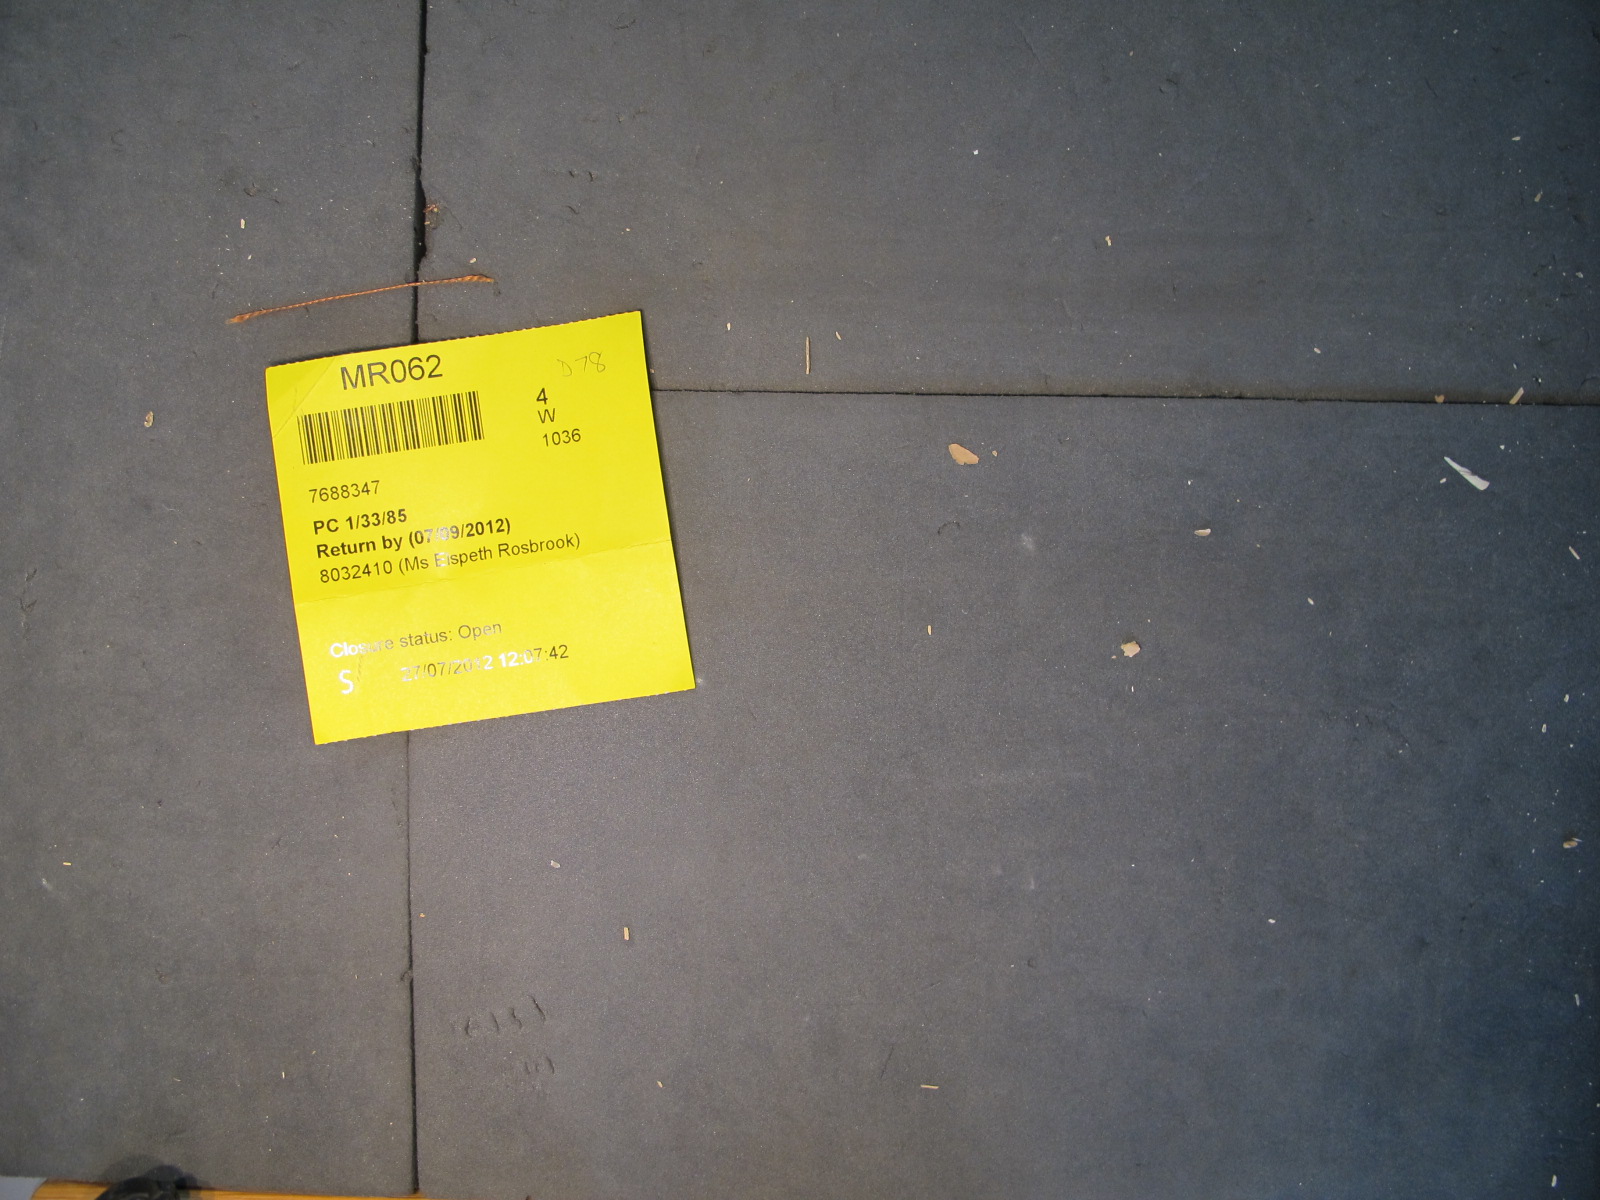 MR062
D78
4
W
1036
7688347
PC 1/33/85
Return by (07/09/2012)
8032410 (Ms Elspeth Rosbrook)
Closure status: Open
S 27/07/2012 12:07:42